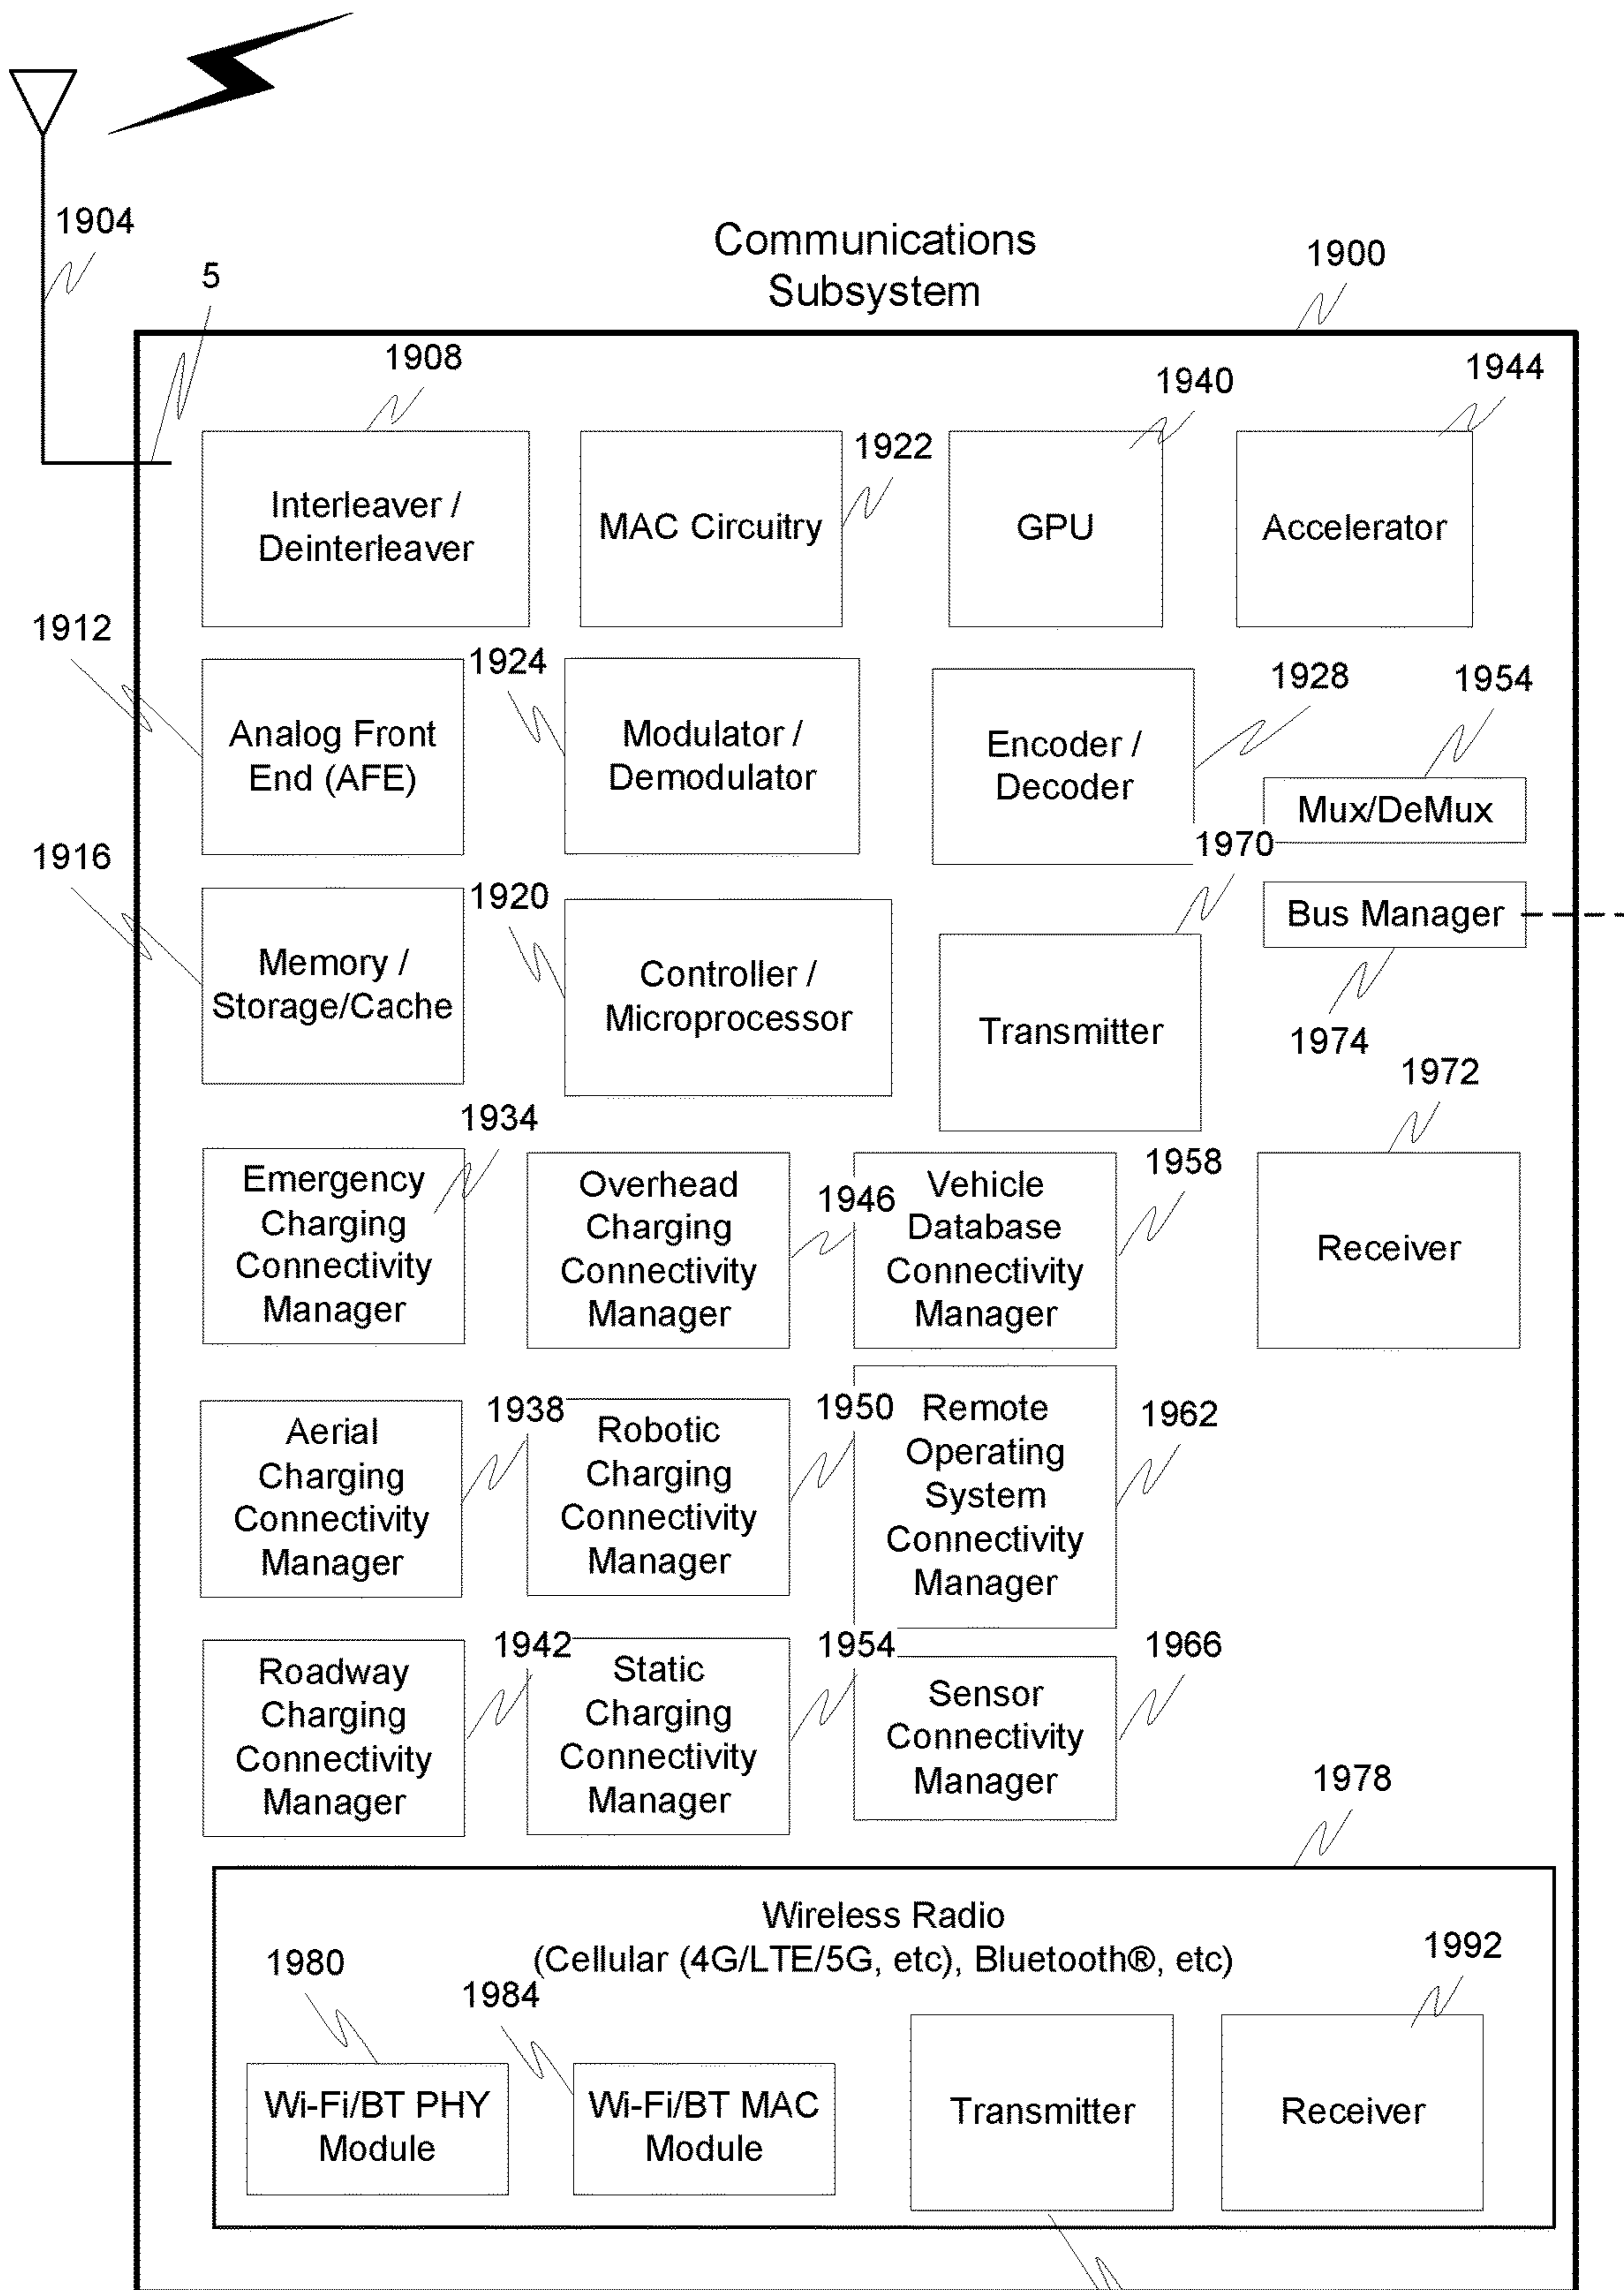 1904
5
Communications
Subsystem
1900
1908
1922
1940
1944
Interleaver /
Deinterleaver
MAC Circuitry
GPU
Accelerator
1912
1924
1928
1954
Analog Front
End (AFE)
Modulator /
Demodulator
Encoder /
Decoder
Mux/DeMux
1970
1916
1920
Bus Manager
Memory /
Storage/Cache
Controller /
Microprocessor
Transmitter
1974
1972
1934
1946
1958
Emergency
Charging
Connectivity
Manager
Overhead
Charging
Connectivity
Manager
Vehicle
Database
Connectivity
Manager
Receiver
1938
1950
1962
Aerial
Charging
Connectivity
Manager
Robotic
Charging
Connectivity
Manager
Remote
Operating
System
Connectivity
Manager
1942
1954
1966
Roadway
Charging
Connectivity
Manager
Static
Charging
Connectivity
Manager
Sensor
Connectivity
Manager
1978
Wireless Radio
(Cellular (4G/LTE/5G, etc), Bluetooth®, etc)
1980
1984
1992
Wi-Fi/BT PHY
Module
Wi-Fi/BT MAC
Module
Transmitter
Receiver